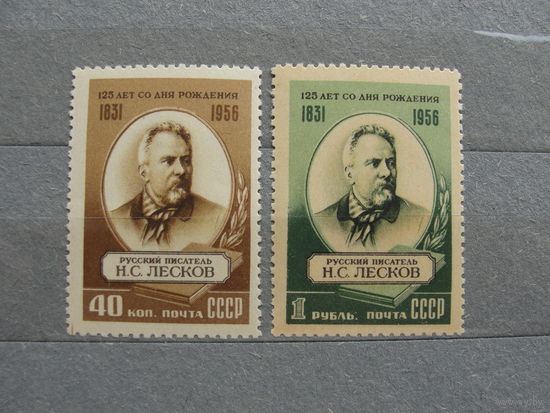 125 ЛЕТ СО ДНЯ РОЖДЕНИЯ
1831 1956
РУССКИЙ ПИСАТЕЛЬ
Н.С. ЛЕСКОВ
40 КОП. ПОЧТА СССР
125 ЛЕТ СО ДНЯ РОЖДЕНИЯ
1831 1956
РУССКИЙ ПИСАТЕЛЬ
Н.С. ЛЕСКОВ
1 РУБЛЬ. ПОЧТА СССР